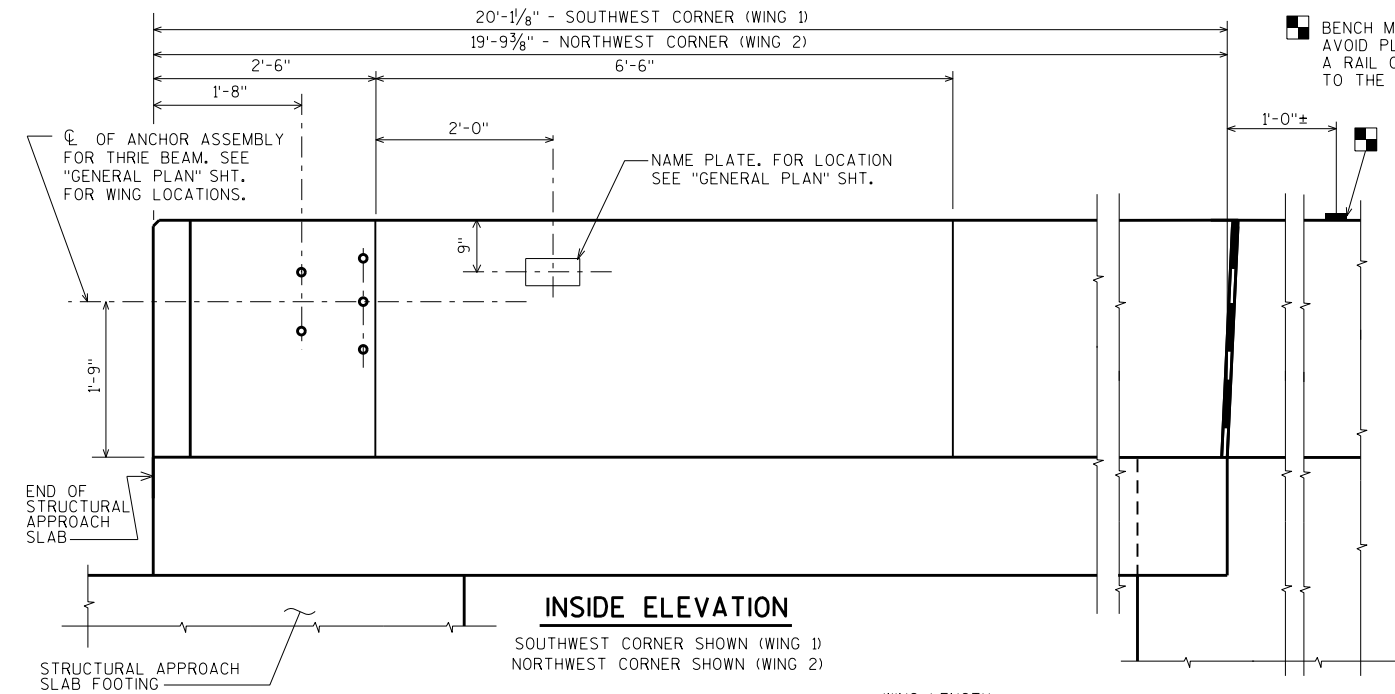 20'-1⅛" - SOUTHWEST CORNER (WING 1)
19'-9⅜" - NORTHWEST CORNER (WING 2)
2'-6"
6'-6"
1'-8"
2'-0"
1'-0"±
BENCH M
AVOID PL
A RAIL
TO THE
℄ OF ANCHOR ASSEMBLY
FOR THRIE BEAM. SEE
"GENERAL PLAN" SHT.
FOR WING LOCATIONS.
NAME PLATE. FOR LOCATION
SEE "GENERAL PLAN" SHT.
9"
1'-9"
END OF
STRUCTURAL
APPROACH
SLAB
INSIDE ELEVATION
SOUTHWEST CORNER SHOWN (WING 1)
NORTHWEST CORNER SHOWN (WING 2)
STRUCTURAL APPROACH
SLAB FOOTING